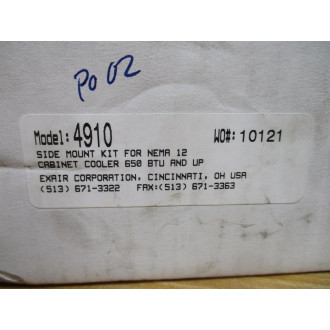 PO 02
Model: 4910 WO#: 10121
SIDE MOUNT KIT FOR NEMA 12
CABINET COOLER 650 BTU AND UP
EXAIR CORPORATION, CINCINNATI, OH USA
(513) 671-3322 FAX:(513) 671-3363